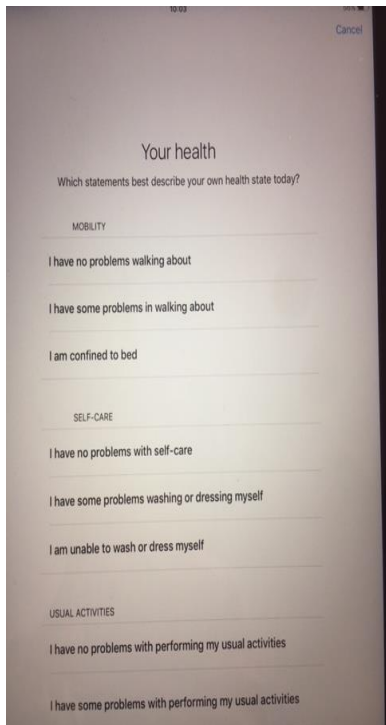 10:03
Cancel
Your health
Which statements best describe your own health state today?
MOBILITY
I have no problems walking about
I have some problems in walking about
I am confined to bed
SELF-CARE
I have no problems with self-care
I have some problems washing or dressing myself
I am unable to wash or dress myself
USUAL ACTIVITIES
I have no problems with performing my usual activities
I have some problems with performing my usual activities